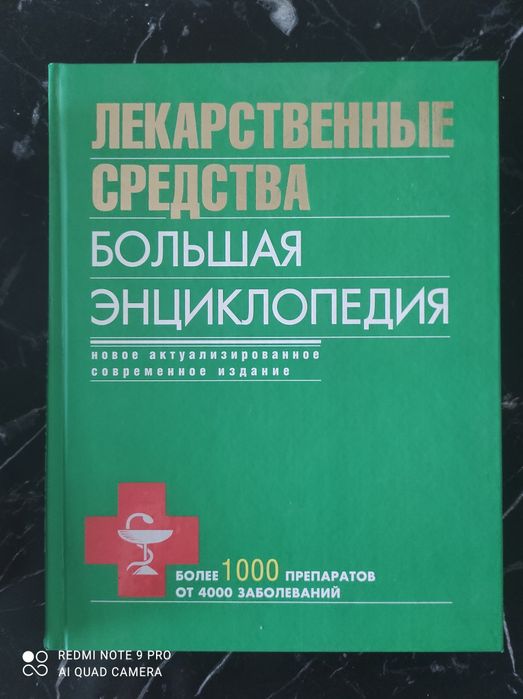 ЛЕКАРСТВЕННЫЕ
СРЕДСТВА
БОЛЬШАЯ
ЭНЦИКЛОПЕДИЯ
новое актуализированное
современное издание
БОЛЕЕ 1000 ПРЕПАРАТОВ
ОТ 4000 ЗАБОЛЕВАНИЙ
REDMI NOTE 9 PRO
AI QUAD CAMERA